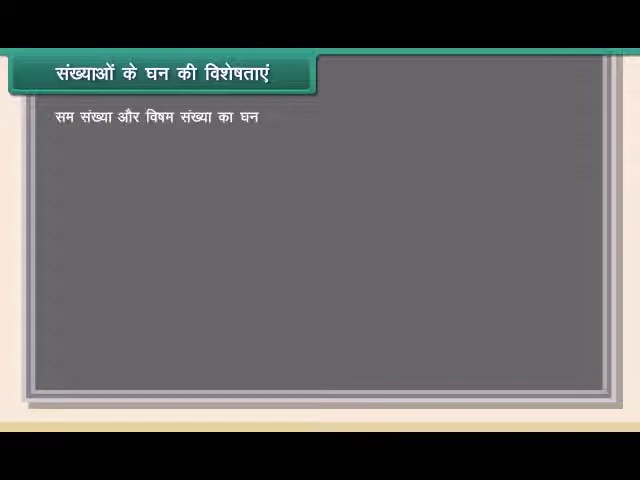 संख्याओं के घन की विशेषताएं
सम संख्या और विषम संख्या का घन